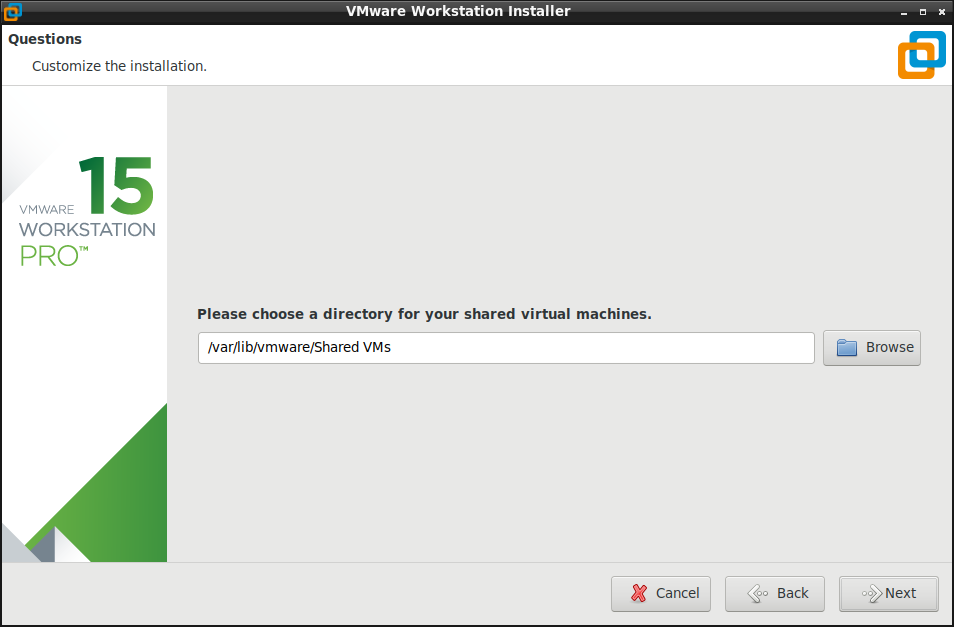 VMware Workstation Installer
Questions
Customize the installation.
15
VMWARE
WORKSTATION
PRO™
Please choose a directory for your shared virtual machines.
/var/lib/vmware/Shared VMs
Browse
Cancel
Back
Next